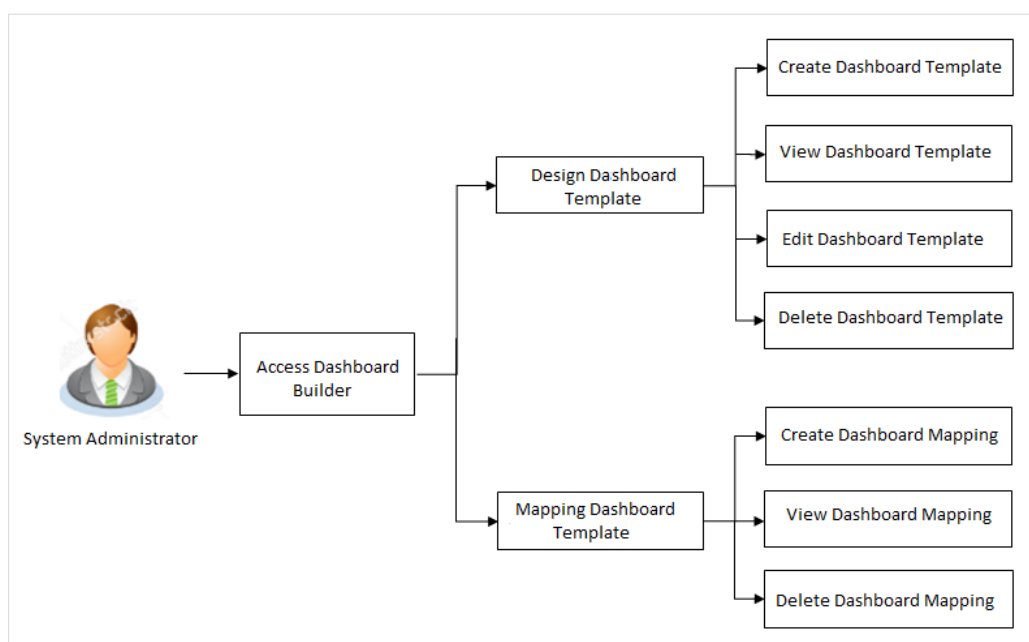 Create Dashboard Template
View Dashboard Template
Design Dashboard
Template
Edit Dashboard Template
Delete Dashboard Template
Access Dashboard
Builder
System Administrator
Create Dashboard Mapping
Mapping Dashboard
Template
View Dashboard Mapping
Delete Dashboard Mapping